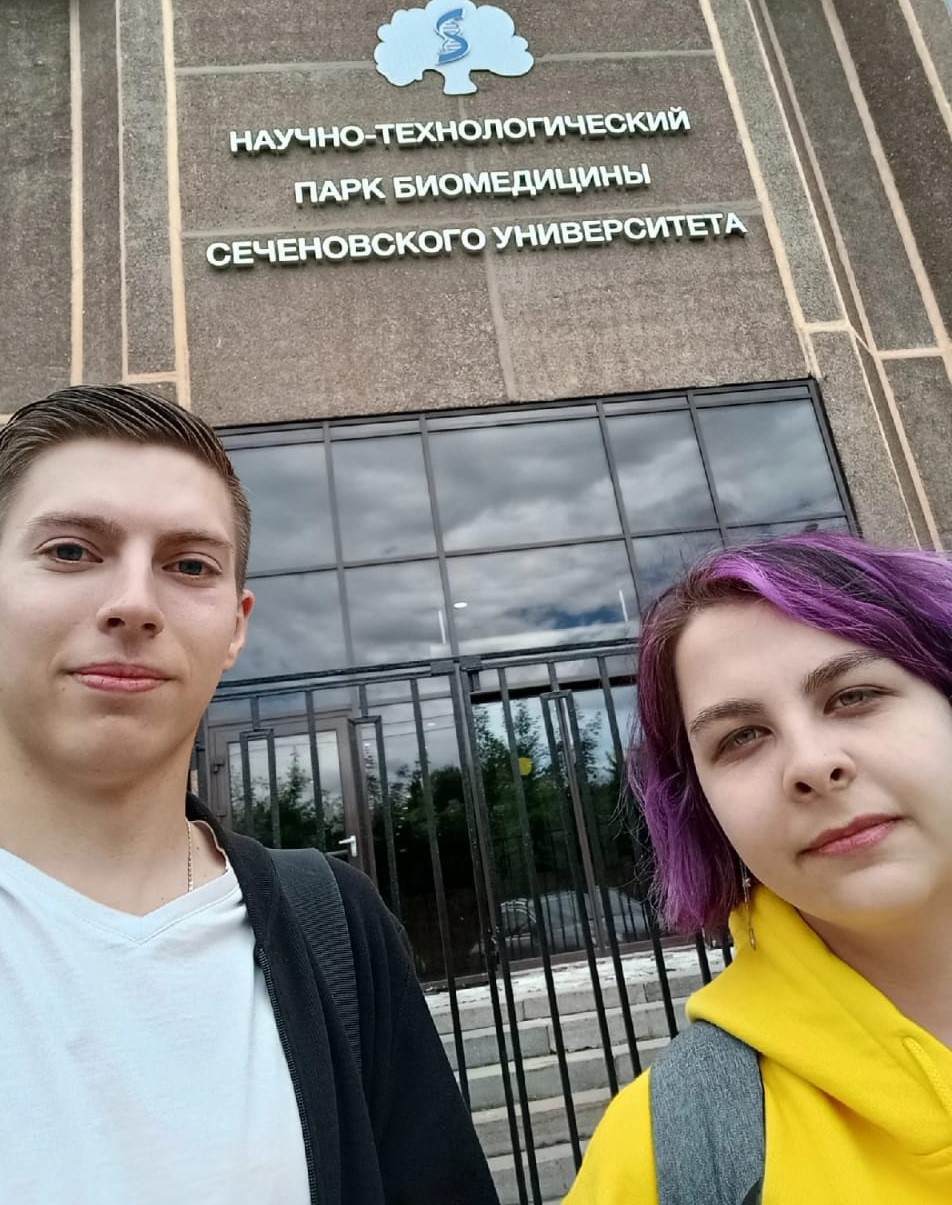 НАУЧНО-ТЕХНОЛОГИЧЕСКИЙ
ПАРК БИОМЕДИЦИНЫ
СЕЧЕНОВСКОГО УНИВЕРСИТЕТА